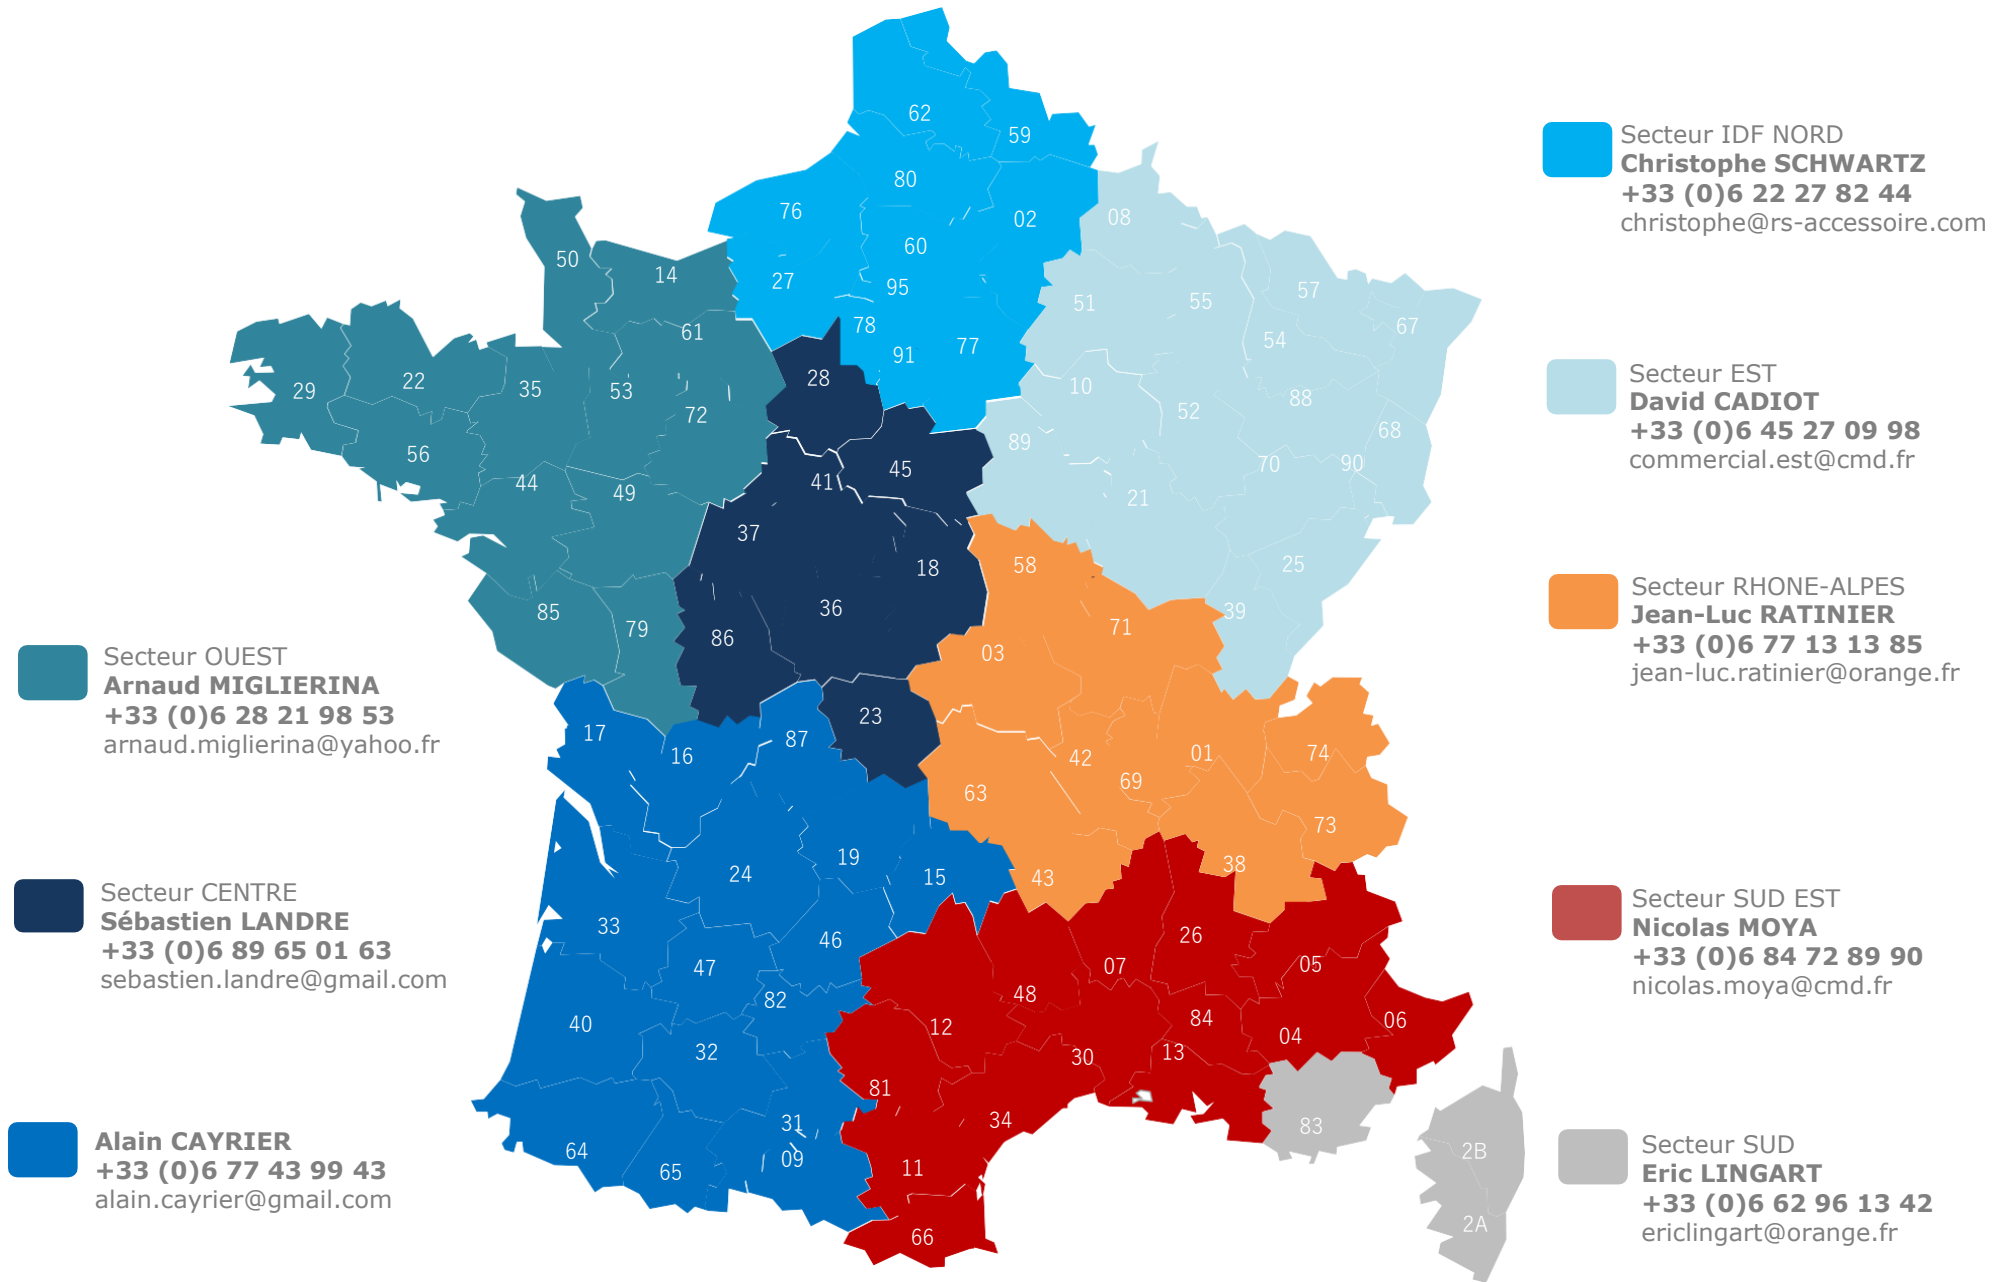 62
59
80
76
02
08
60
50
14
27
95
51
55
57
78
61
67
91
77
54
28
22
29
35
53
10
72
88
52
68
56
89
45
70
90
41
44
49
21
37
58
18
25
36
85
39
79
86
71
03
23
17
87
16
42
01
74
69
63
73
19
38
24
15
43
33
26
46
47
05
07
48
82
84
06
40
12
04
32
13
30
81
31
34
83
64
09
2B
11
65
2A
66
Secteur IDF NORD
Christophe SCHWARTZ
+33 (0)6 22 27 82 44
christophe@rs-accessoire.com
Secteur EST
David CADIOT
+33 (0)6 45 27 09 98
commercial.est@cmd.fr
Secteur RHONE-ALPES
Jean-Luc RATINIER
+33 (0)6 77 13 13 85
jean-luc.ratinier@orange.fr
Secteur SUD EST
Nicolas MOYA
+33 (0)6 84 72 89 90
nicolas.moya@cmd.fr
Secteur SUD
Eric LINGART
+33 (0)6 62 96 13 42
ericlingart@orange.fr
Secteur OUEST
Arnaud MIGLIERINA
+33 (0)6 28 21 98 53
arnaud.miglierina@yahoo.fr
Secteur CENTRE
Sébastien LANDRE
+33 (0)6 89 65 01 63
sebastien.landre@gmail.com
Alain CAYRIER
+33 (0)6 77 43 99 43
alain.cayrier@gmail.com